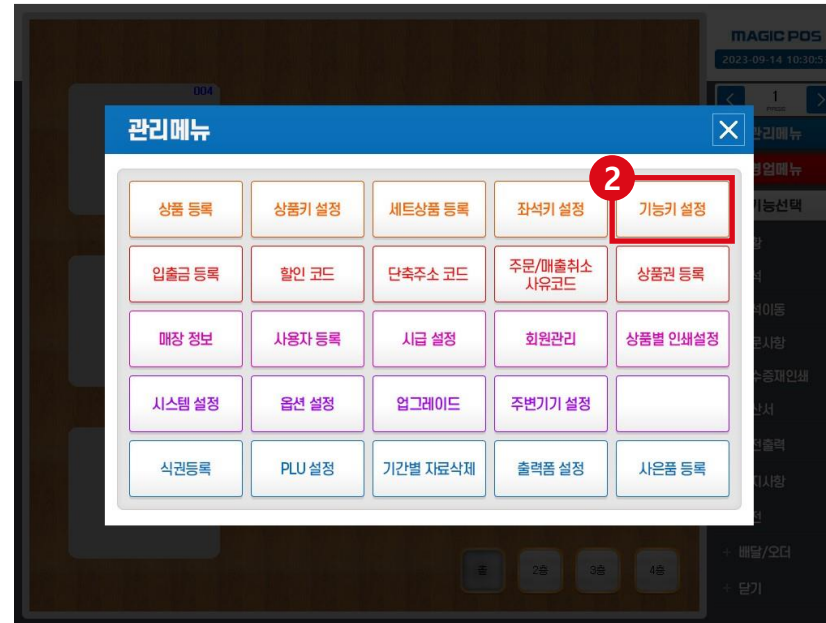 MAGIC POS
2023-09-14 10:30:5
004
1
PAGE
관리메뉴
관리메뉴
영업메뉴
2
기능선택
상품 등록
상품키 설정
세트상품 등록
좌석키 설정
기능키 설정
입출금 등록
할인 코드
단축주소 코드
주문/매출취소
사유코드
상품권 등록
매장 정보
사용자 등록
시급 설정
회원관리
상품별 인쇄설정
시스템 설정
옵션 설정
업그레이드
주변기기 설정
식권등록
PLU 설정
기간별 자료삭제
출력폼 설정
사은품 등록
2층
3층
4층
+ 배달/오더
+ 닫기